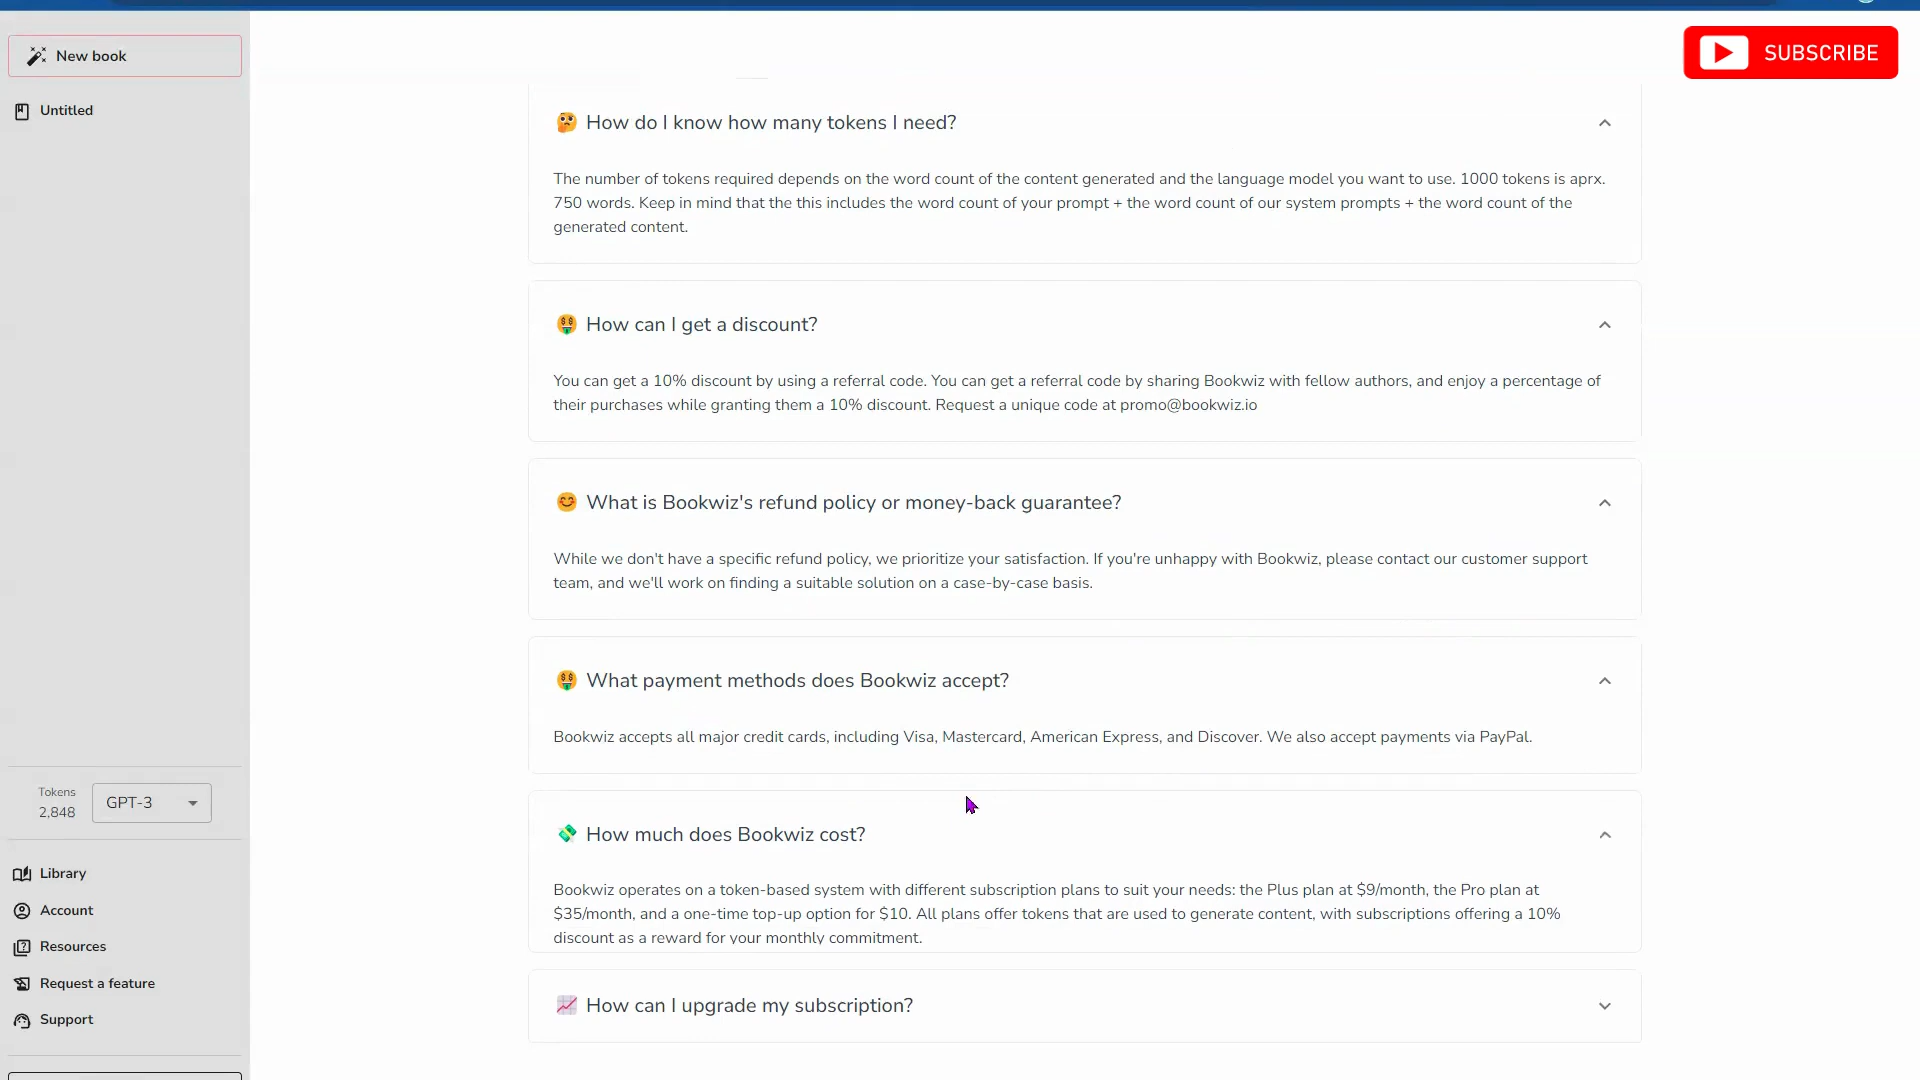 New book
SUBSCRIBE
Untitled
🤔 How do I know how many tokens I need?
The number of tokens required depends on the word count of the content generated and the language model you want to use. 1000 tokens is aprx.
750 words. Keep in mind that the this includes the word count of your prompt + the word count of our system prompts + the word count of the
generated content.
🤑 How can I get a discount?
You can get a 10% discount by using a referral code. You can get a referral code by sharing Bookwiz with fellow authors, and enjoy a percentage of
their purchases while granting them a 10% discount. Request a unique code at promo@bookwiz.io
😊 What is Bookwiz's refund policy or money-back guarantee?
While we don't have a specific refund policy, we prioritize your satisfaction. If you're unhappy with Bookwiz, please contact our customer support
team, and we'll work on finding a suitable solution on a case-by-case basis.
🤑 What payment methods does Bookwiz accept?
Bookwiz accepts all major credit cards, including Visa, Mastercard, American Express, and Discover. We also accept payments via PayPal.
💸 How much does Bookwiz cost?
Bookwiz operates on a token-based system with different subscription plans to suit your needs: the Plus plan at $9/month, the Pro plan at
$35/month, and a one-time top-up option for $10. All plans offer tokens that are used to generate content, with subscriptions offering a 10%
discount as a reward for your monthly commitment.
📈 How can I upgrade my subscription?
Tokens
2,848
GPT-3
Library
Account
Resources
Request a feature
Support